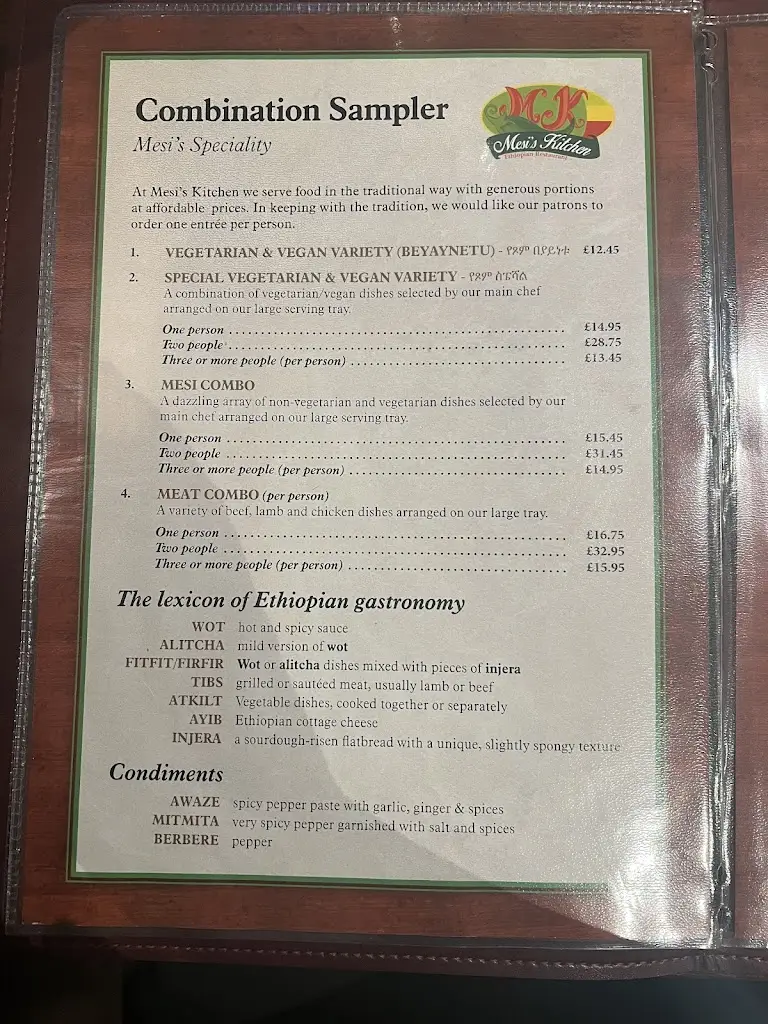 Combination Sampler
Mesi's Speciality
MK
Mesi's Kitchen
Ethiopian Restaurant
At Mesi's Kitchen we serve food in the traditional way with generous portions
at affordable prices. In keeping with the tradition, we would like our patrons to
order one entrée per person.
1. VEGETARIAN & VEGAN VARIETY (BEYAYNETU) - የጾም በያይነቱ £12.45
2. SPECIAL VEGETARIAN & VEGAN VARIETY - የጾም ስፔሻል
A combination of vegetarian/vegan dishes selected by our main chef
arranged on our large serving tray.
One person ........ £14.95
Two people ........ £28.75
Three or more people (per person) ........ £13.45
3. MESI COMBO
A dazzling array of non-vegetarian and vegetarian dishes selected by our
main chef arranged on our large serving tray.
One person ........ £15.45
Two people ........ £31.45
Three or more people (per person) ........ £14.95
4. MEAT COMBO (per person)
A variety of beef, lamb and chicken dishes arranged on our large tray.
One person ........ £16.75
Two people ........ £32.95
Three or more people (per person) ........ £15.95
The lexicon of Ethiopian gastronomy
WOT hot and spicy sauce
ALITCHA mild version of wot
FITFIT/FIRFIR Wot or alitcha dishes mixed with pieces of injera
TIBS grilled or sautéed meat, usually lamb or beef
ATKILT Vegetable dishes, cooked together or separately
AYIB Ethiopian cottage cheese
INJERA a sourdough-risen flatbread with a unique, slightly spongy texture
Condiments
AWAZE spicy pepper paste with garlic, ginger & spices
MITMITA very spicy pepper garnished with salt and spices
BERBERE pepper